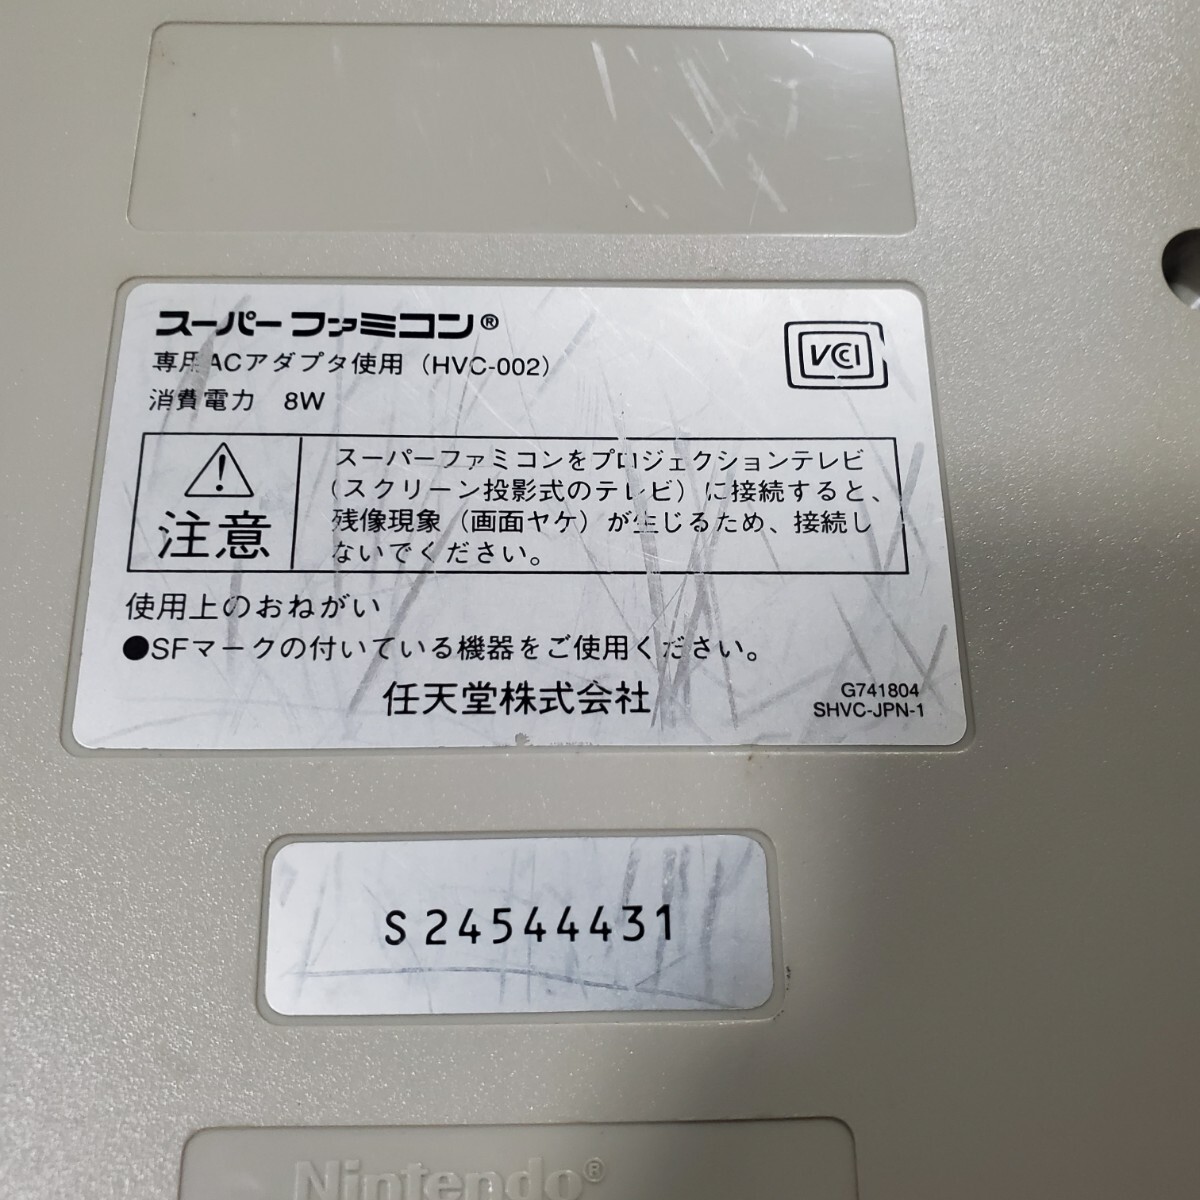 スーパーファミコン®
専用ACアダプタ使用（HVC-002）
消費電力　8W
VCCI
注意
スーパーファミコンをプロジェクションテレビ
（スクリーン投影式のテレビ）に接続すると、
残像現象（画面ヤケ）が生じるため、接続し
ないでください。
使用上のおねがい
●SFマークの付いている機器をご使用ください。
任天堂株式会社
G741804
SHVC-JPN-1
S24544431
Nintendo®